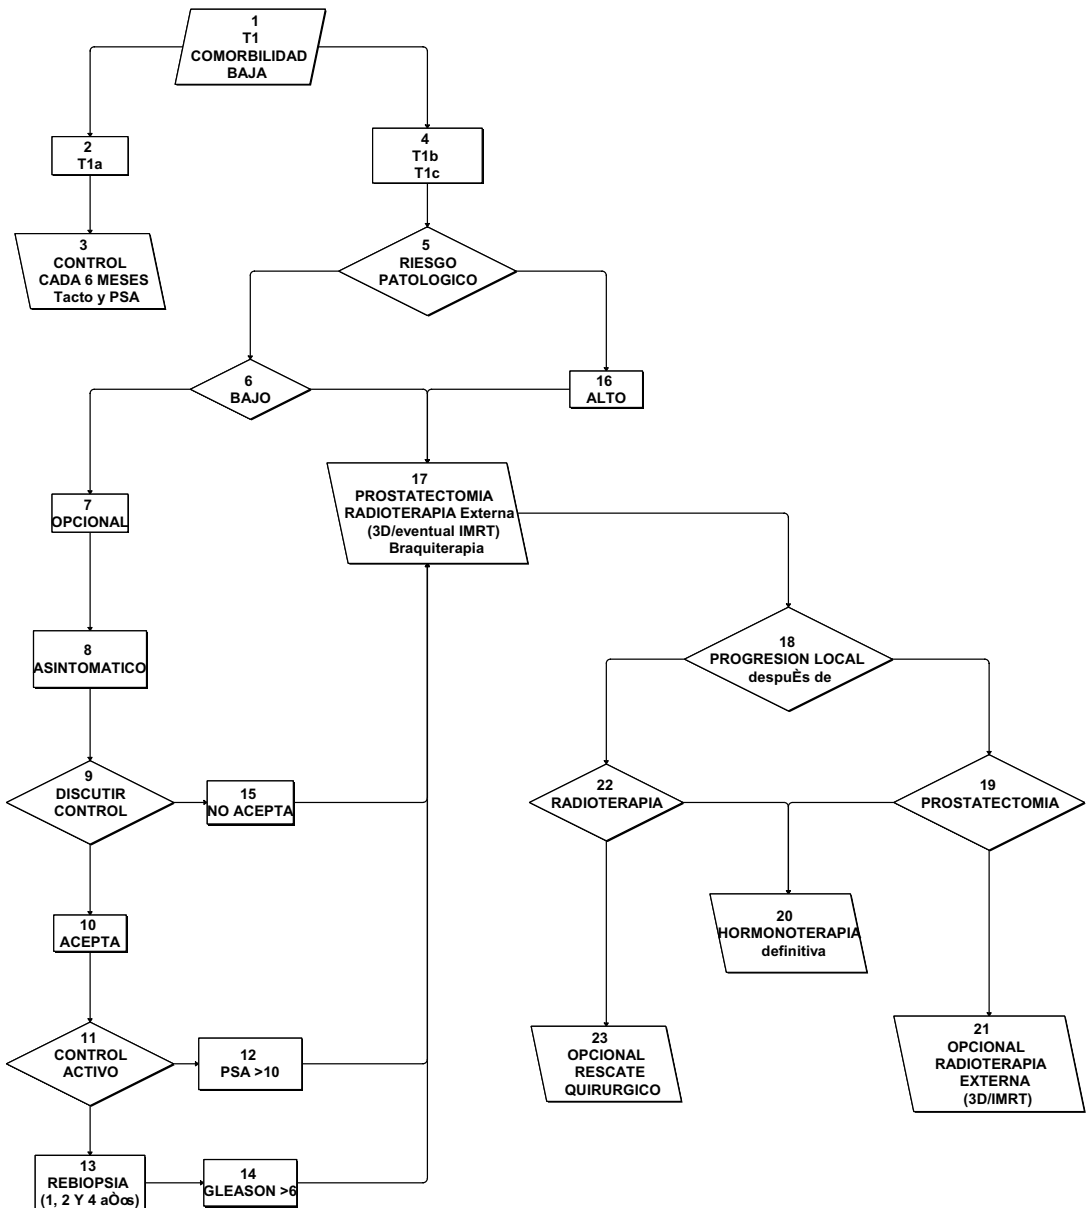 1
T1
COMORBILIDAD
BAJA
2
T1a
3
CONTROL
CADA 6 MESES
Tacto y PSA
4
T1b
T1c
5
RIESGO
PATOLOGICO
6
BAJO
7
OPCIONAL
8
ASINTOMATICO
9
DISCUTIR
CONTROL
10
ACEPTA
11
CONTROL
ACTIVO
12
PSA >10
13
REBIOPSIA
(1, 2 Y 4 aÒos)
14
GLEASON >6
15
NO ACEPTA
16
ALTO
17
PROSTATECTOMIA
RADIOTERAPIA Externa
(3D/eventual IMRT)
Braquiterapia
18
PROGRESION LOCAL
despuÈs de
19
PROSTATECTOMIA
20
HORMONOTERAPIA
definitiva
21
OPCIONAL
RADIOTERAPIA
EXTERNA
(3D/IMRT)
22
RADIOTERAPIA
23
OPCIONAL
RESCATE
QUIRURGICO